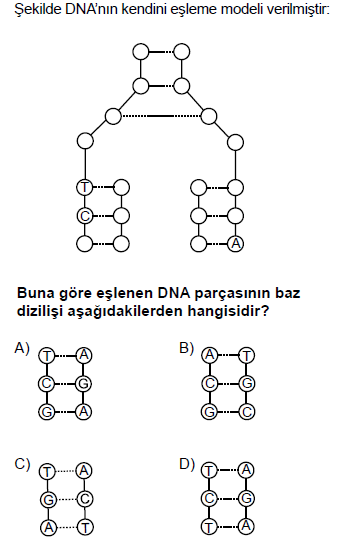 Şekilde DNA'nın kendini eşleme modeli verilmiştir:
T
C
A
Buna göre eşlenen DNA parçasının baz
dizilişi aşağıdakilerden hangisidir?
A) T A
C G
G A
B) A T
C G
G C
C) T A
G C
A T
D) T A
C G
T A